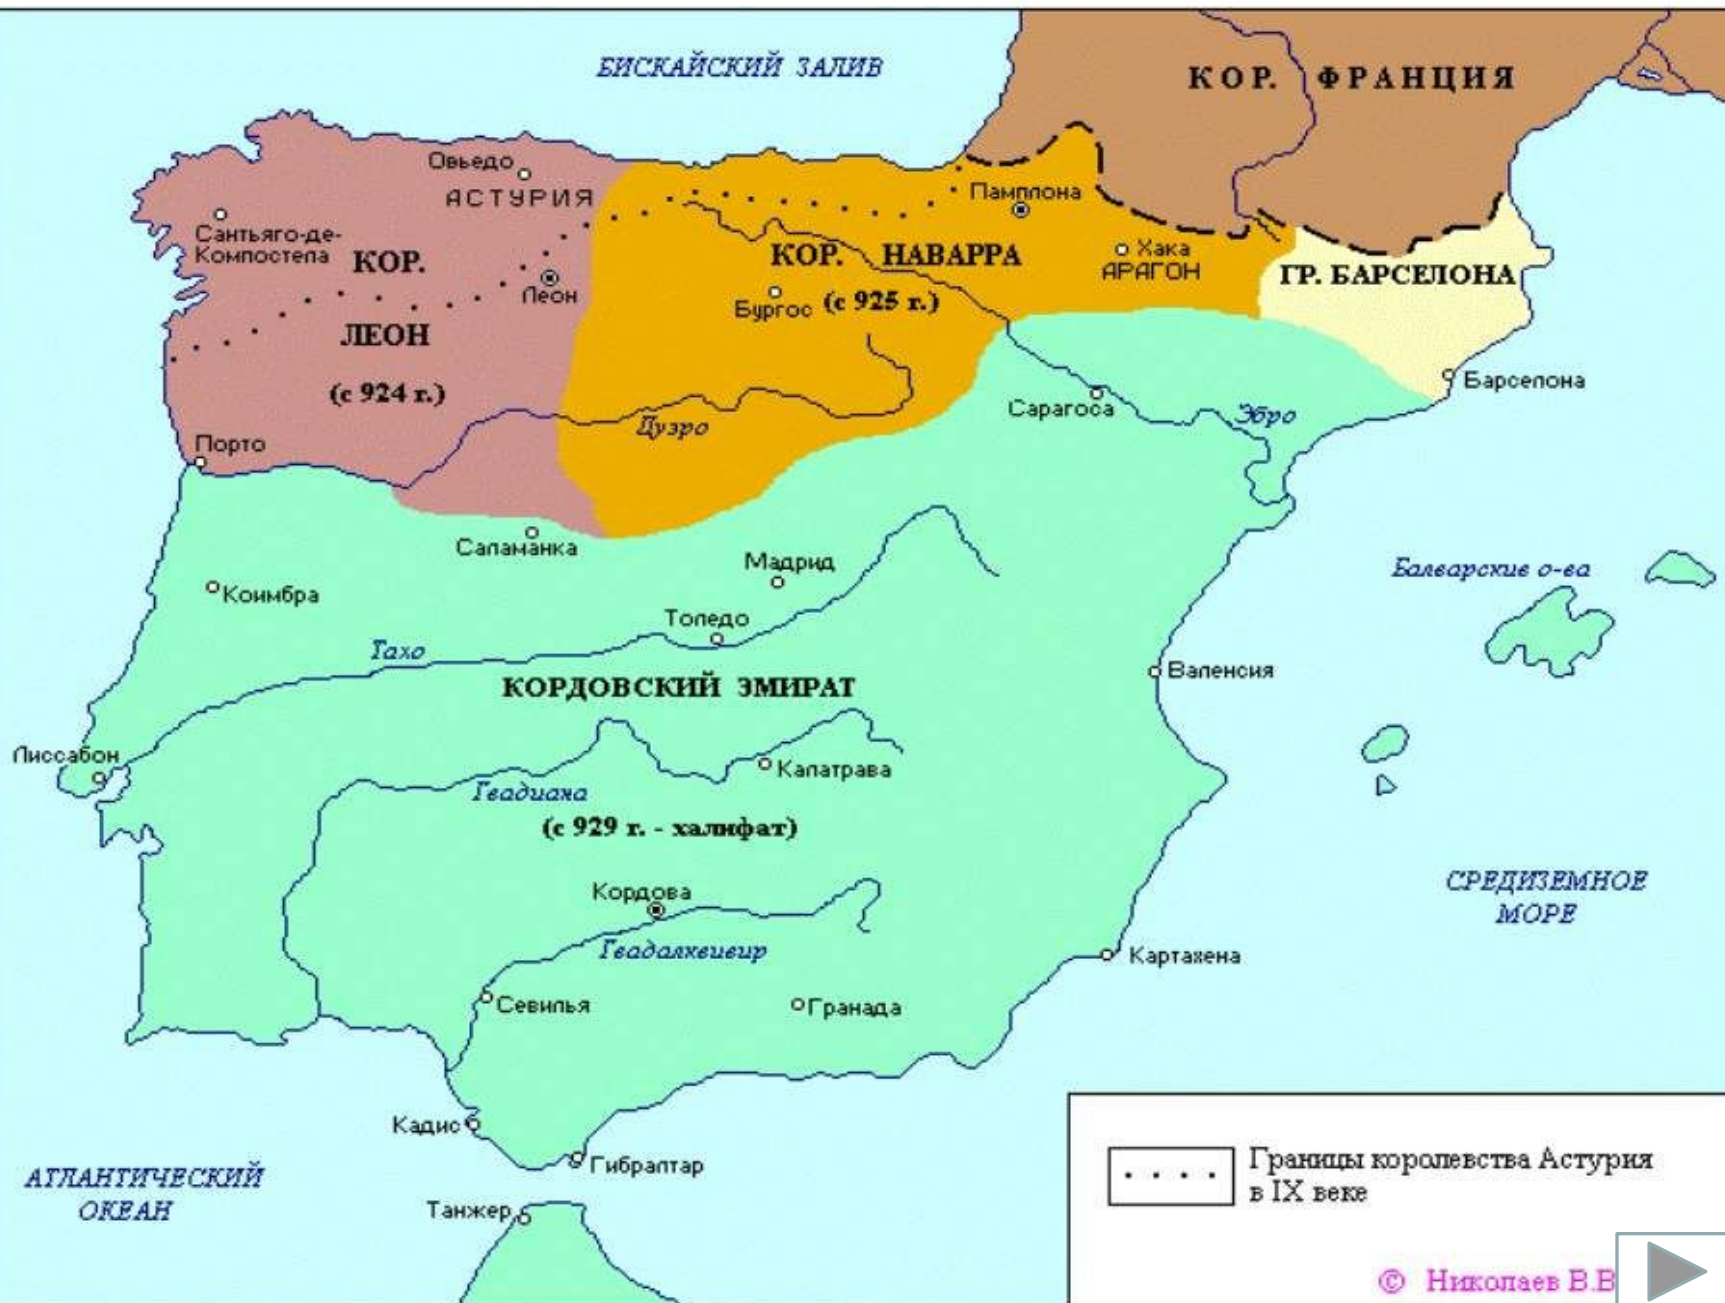 БИСКАЙСКИЙ ЗАЛИВ
КОР. ФРАНЦИЯ
Овьедо
АСТУРИЯ
Памплона
Сантьяго-де-
Компостела
КОР.
ЛЕОН
(с 924 г.)
Леон
КОР. НАВАРРА
(с 925 г.)
Бургос
Хака
АРАГОН
ГР. БАРСЕЛОНА
Барселона
Сарагоса
Эбро
Дуэро
Порто
Саламанка
Мадрид
Коимбра
Толедо
Тахо
Балеарские о-ва
Валенсия
КОРДОВСКИЙ ЭМИРАТ
Лиссабон
Калатрава
Гвадиана
(с 929 г. - халифат)
Кордова
Гвадалквивир
СРЕДИЗЕМНОЕ
МОРЕ
Картахена
Севилья
Гранада
Кадис
Гибралтар
АТЛАНТИЧЕСКИЙ
ОКЕАН
Танжер
Границы королевства Астурия
в IX веке
© Николаев В.В